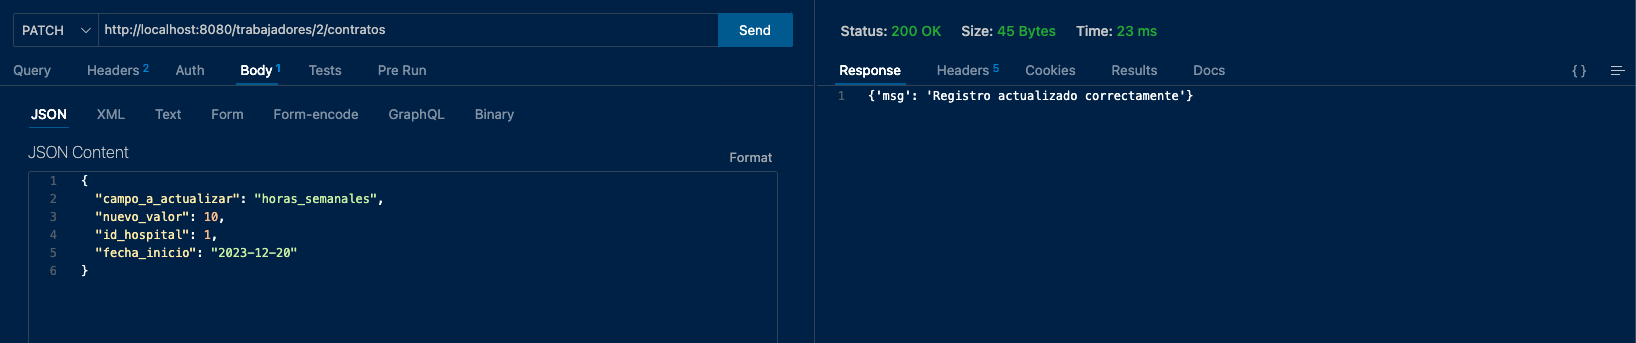 PATCH http://localhost:8080/trabajadores/2/contratos Send
Query Headers 2 Auth Body 1 Tests Pre Run
JSON XML Text Form Form-encode GraphQL Binary
JSON Content
Format
1 {
2 "campo_a_actualizar": "horas_semanales",
3 "nuevo_valor": 10,
4 "id_hospital": 1,
5 "fecha_inicio": "2023-12-20"
6 }
Status: 200 OK Size: 45 Bytes Time: 23 ms
Response Headers 5 Cookies Results Docs { }
1 {'msg': 'Registro actualizado correctamente'}